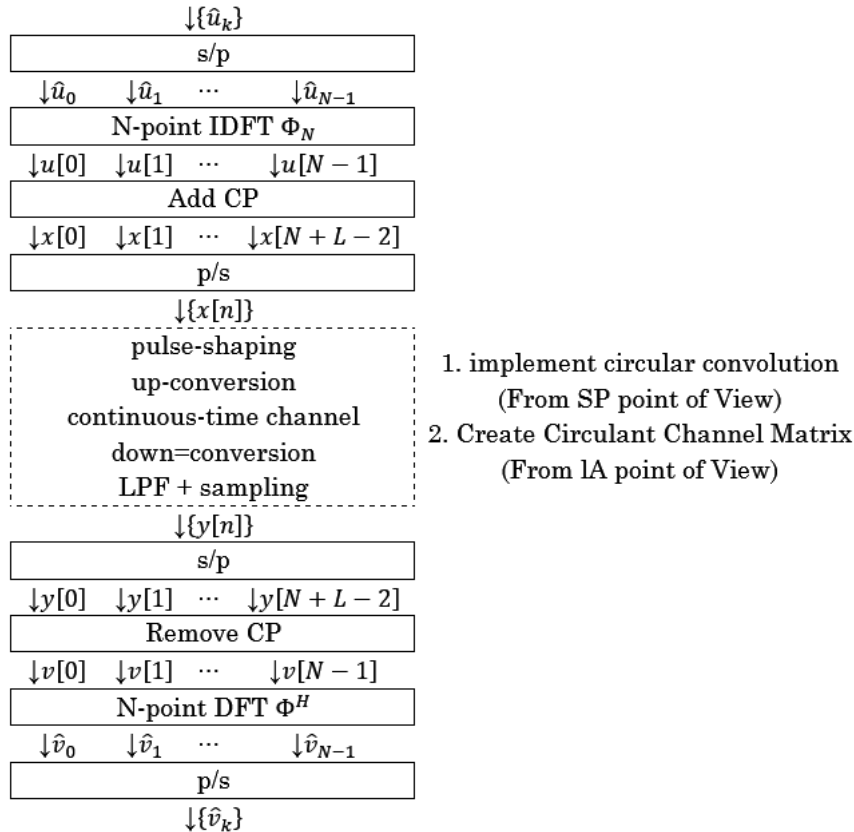 ↓{û_k}
s/p
↓û_0 ↓û_1 ⋯ ↓û_{N−1}
N-point IDFT Φ_N
↓u[0] ↓u[1] ⋯ ↓u[N − 1]
Add CP
↓x[0] ↓x[1] ⋯ ↓x[N + L − 2]
p/s
↓{x[n]}
pulse-shaping
up-conversion
continuous-time channel
down=conversion
LPF + sampling
1. implement circular convolution
(From SP point of View)
2. Create Circulant Channel Matrix
(From lA point of View)
↓{y[n]}
s/p
↓y[0] ↓y[1] ⋯ ↓y[N + L − 2]
Remove CP
↓v[0] ↓v[1] ⋯ ↓v[N − 1]
N-point DFT Φ^H
↓v̂_0 ↓v̂_1 ⋯ ↓v̂_{N−1}
p/s
↓{v̂_k}